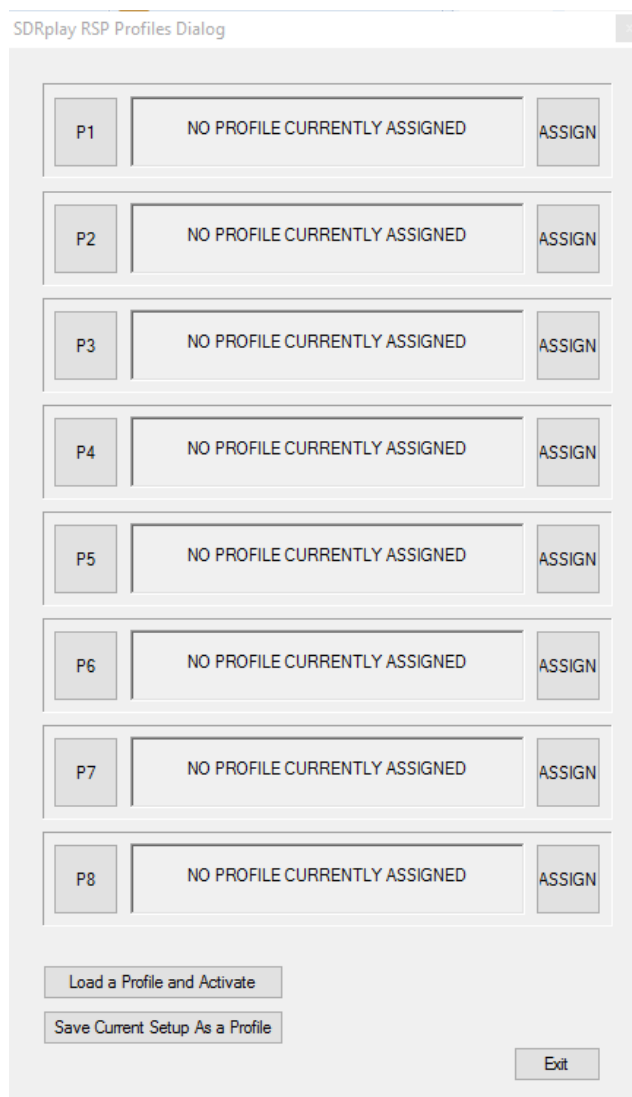 SDRplay RSP Profiles Dialog
P1 NO PROFILE CURRENTLY ASSIGNED ASSIGN
P2 NO PROFILE CURRENTLY ASSIGNED ASSIGN
P3 NO PROFILE CURRENTLY ASSIGNED ASSIGN
P4 NO PROFILE CURRENTLY ASSIGNED ASSIGN
P5 NO PROFILE CURRENTLY ASSIGNED ASSIGN
P6 NO PROFILE CURRENTLY ASSIGNED ASSIGN
P7 NO PROFILE CURRENTLY ASSIGNED ASSIGN
P8 NO PROFILE CURRENTLY ASSIGNED ASSIGN
Load a Profile and Activate
Save Current Setup As a Profile
Exit